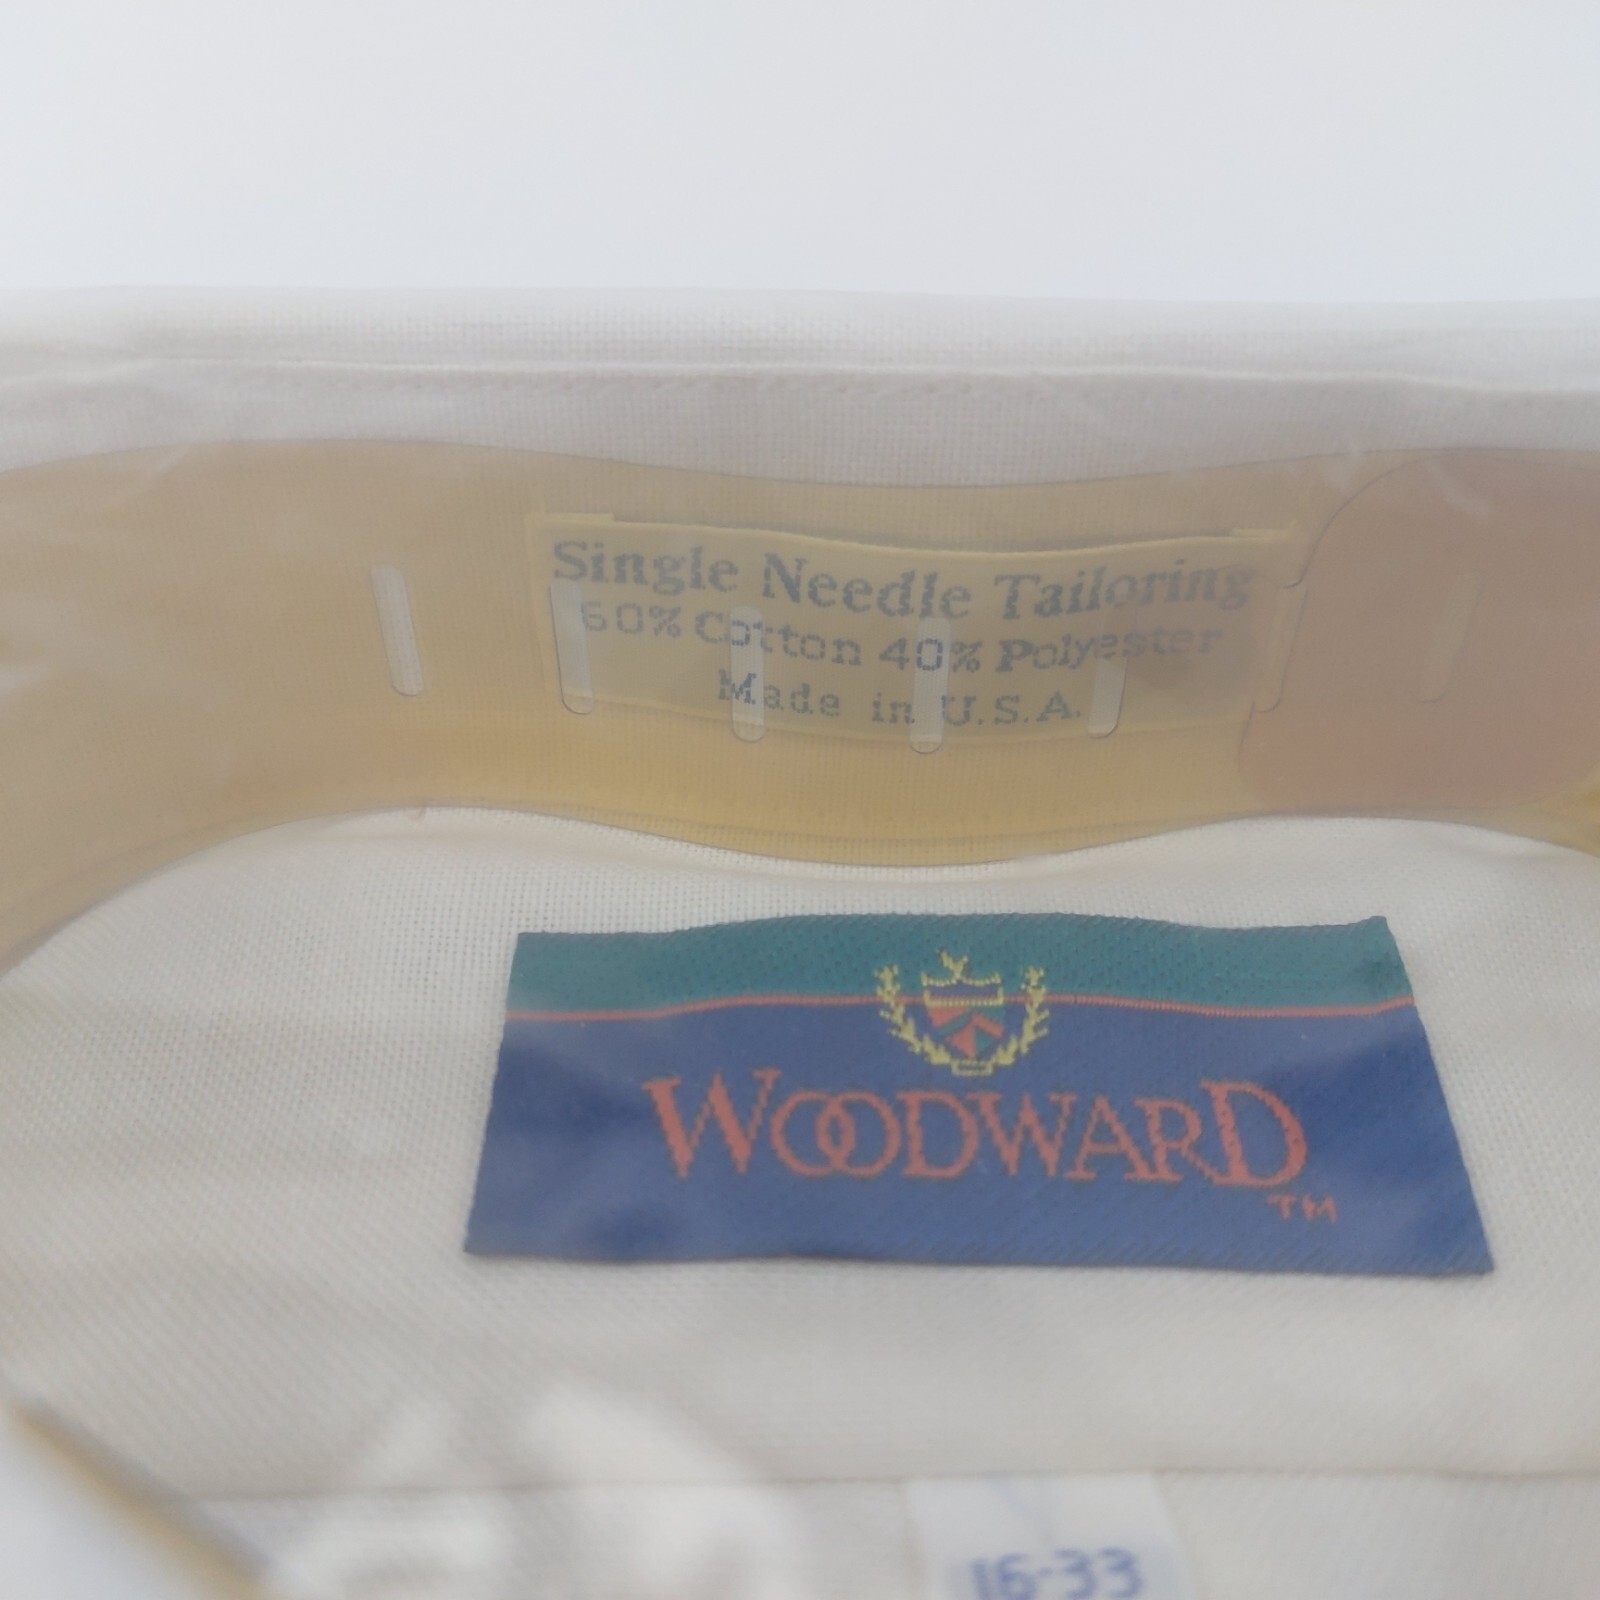 Single Needle Tailoring
60% Cotton 40% Polyester
Made in U.S.A.
WOODWARD
TM
16-33